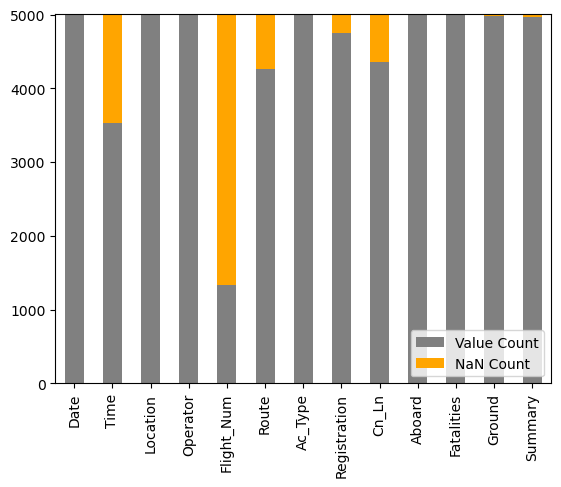 5000
4000
3000
2000
1000
0
Value Count
NaN Count
Date
Time
Location
Operator
Flight_Num
Route
Ac_Type
Registration
Cn_Ln
Aboard
Fatalities
Ground
Summary